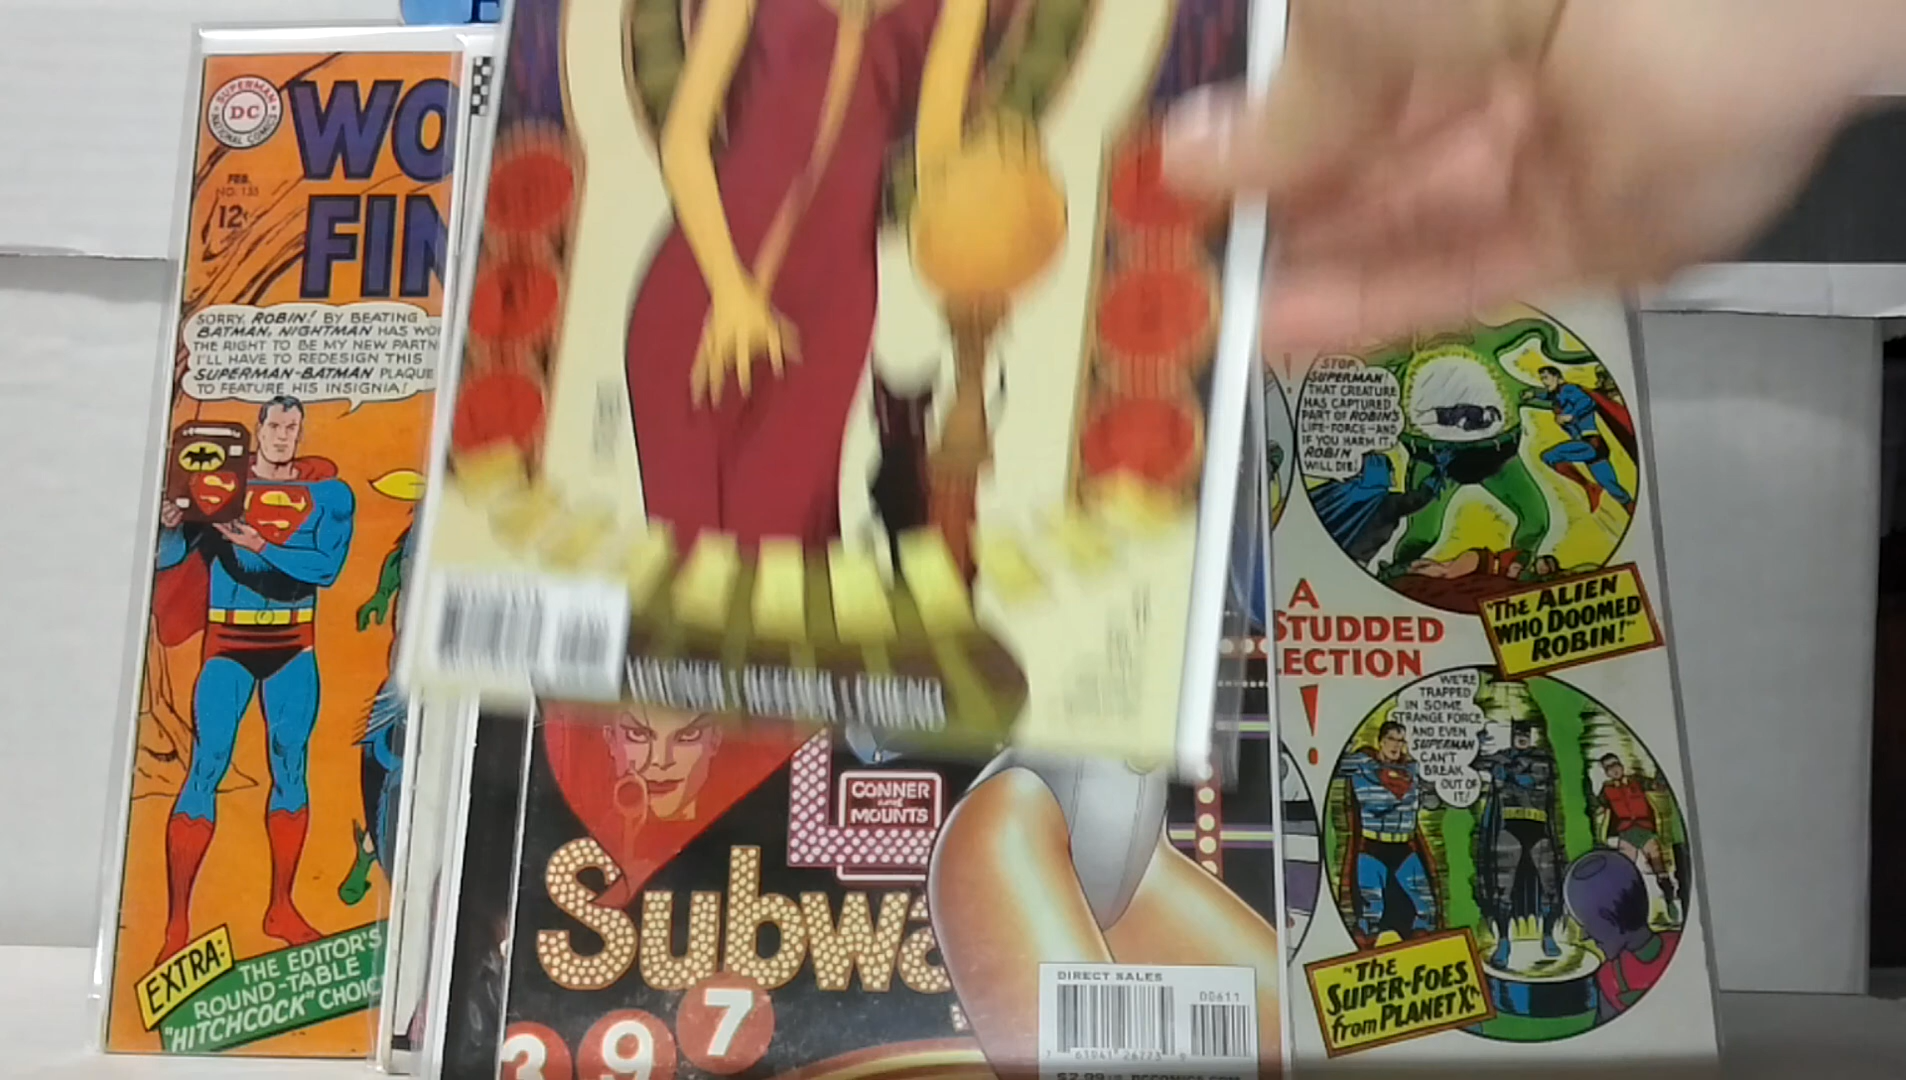 SUPERMAN
DC
NATIONAL COMICS
WO
FIN
FEB.
12¢
SORRY, ROBIN! BY BEATING
BATMAN, NIGHTMAN HAS WO
THE RIGHT TO BE MY NEW PARTN
I'LL HAVE TO REDESIGN THIS
SUPERMAN-BATMAN PLAQUE
TO FEATURE HIS INSIGNIA!
EXTRA:
THE EDITOR'S
ROUND-TABLE
"HITCHCOCK" CHOIC
CONNER
AND
MOUNTS
Subwa
3 9 7
DIRECT SALES
00611
STOP,
SUPERMAN!
THAT CREATURE
HAS CAPTURED
PART OF ROBIN'S
LIFE-FORCE--AND
IF YOU HARM IT,
ROBIN
WILL DIE!
"THE ALIEN
WHO DOOMED
ROBIN!"
A
STUDDED
LECTION
!
WE'RE
TRAPPED
IN SOME
STRANGE FORCE
AND EVEN
SUPERMAN
CAN'T
BREAK
OUT OF
IT!
"THE
SUPER-FOES
from PLANET X"